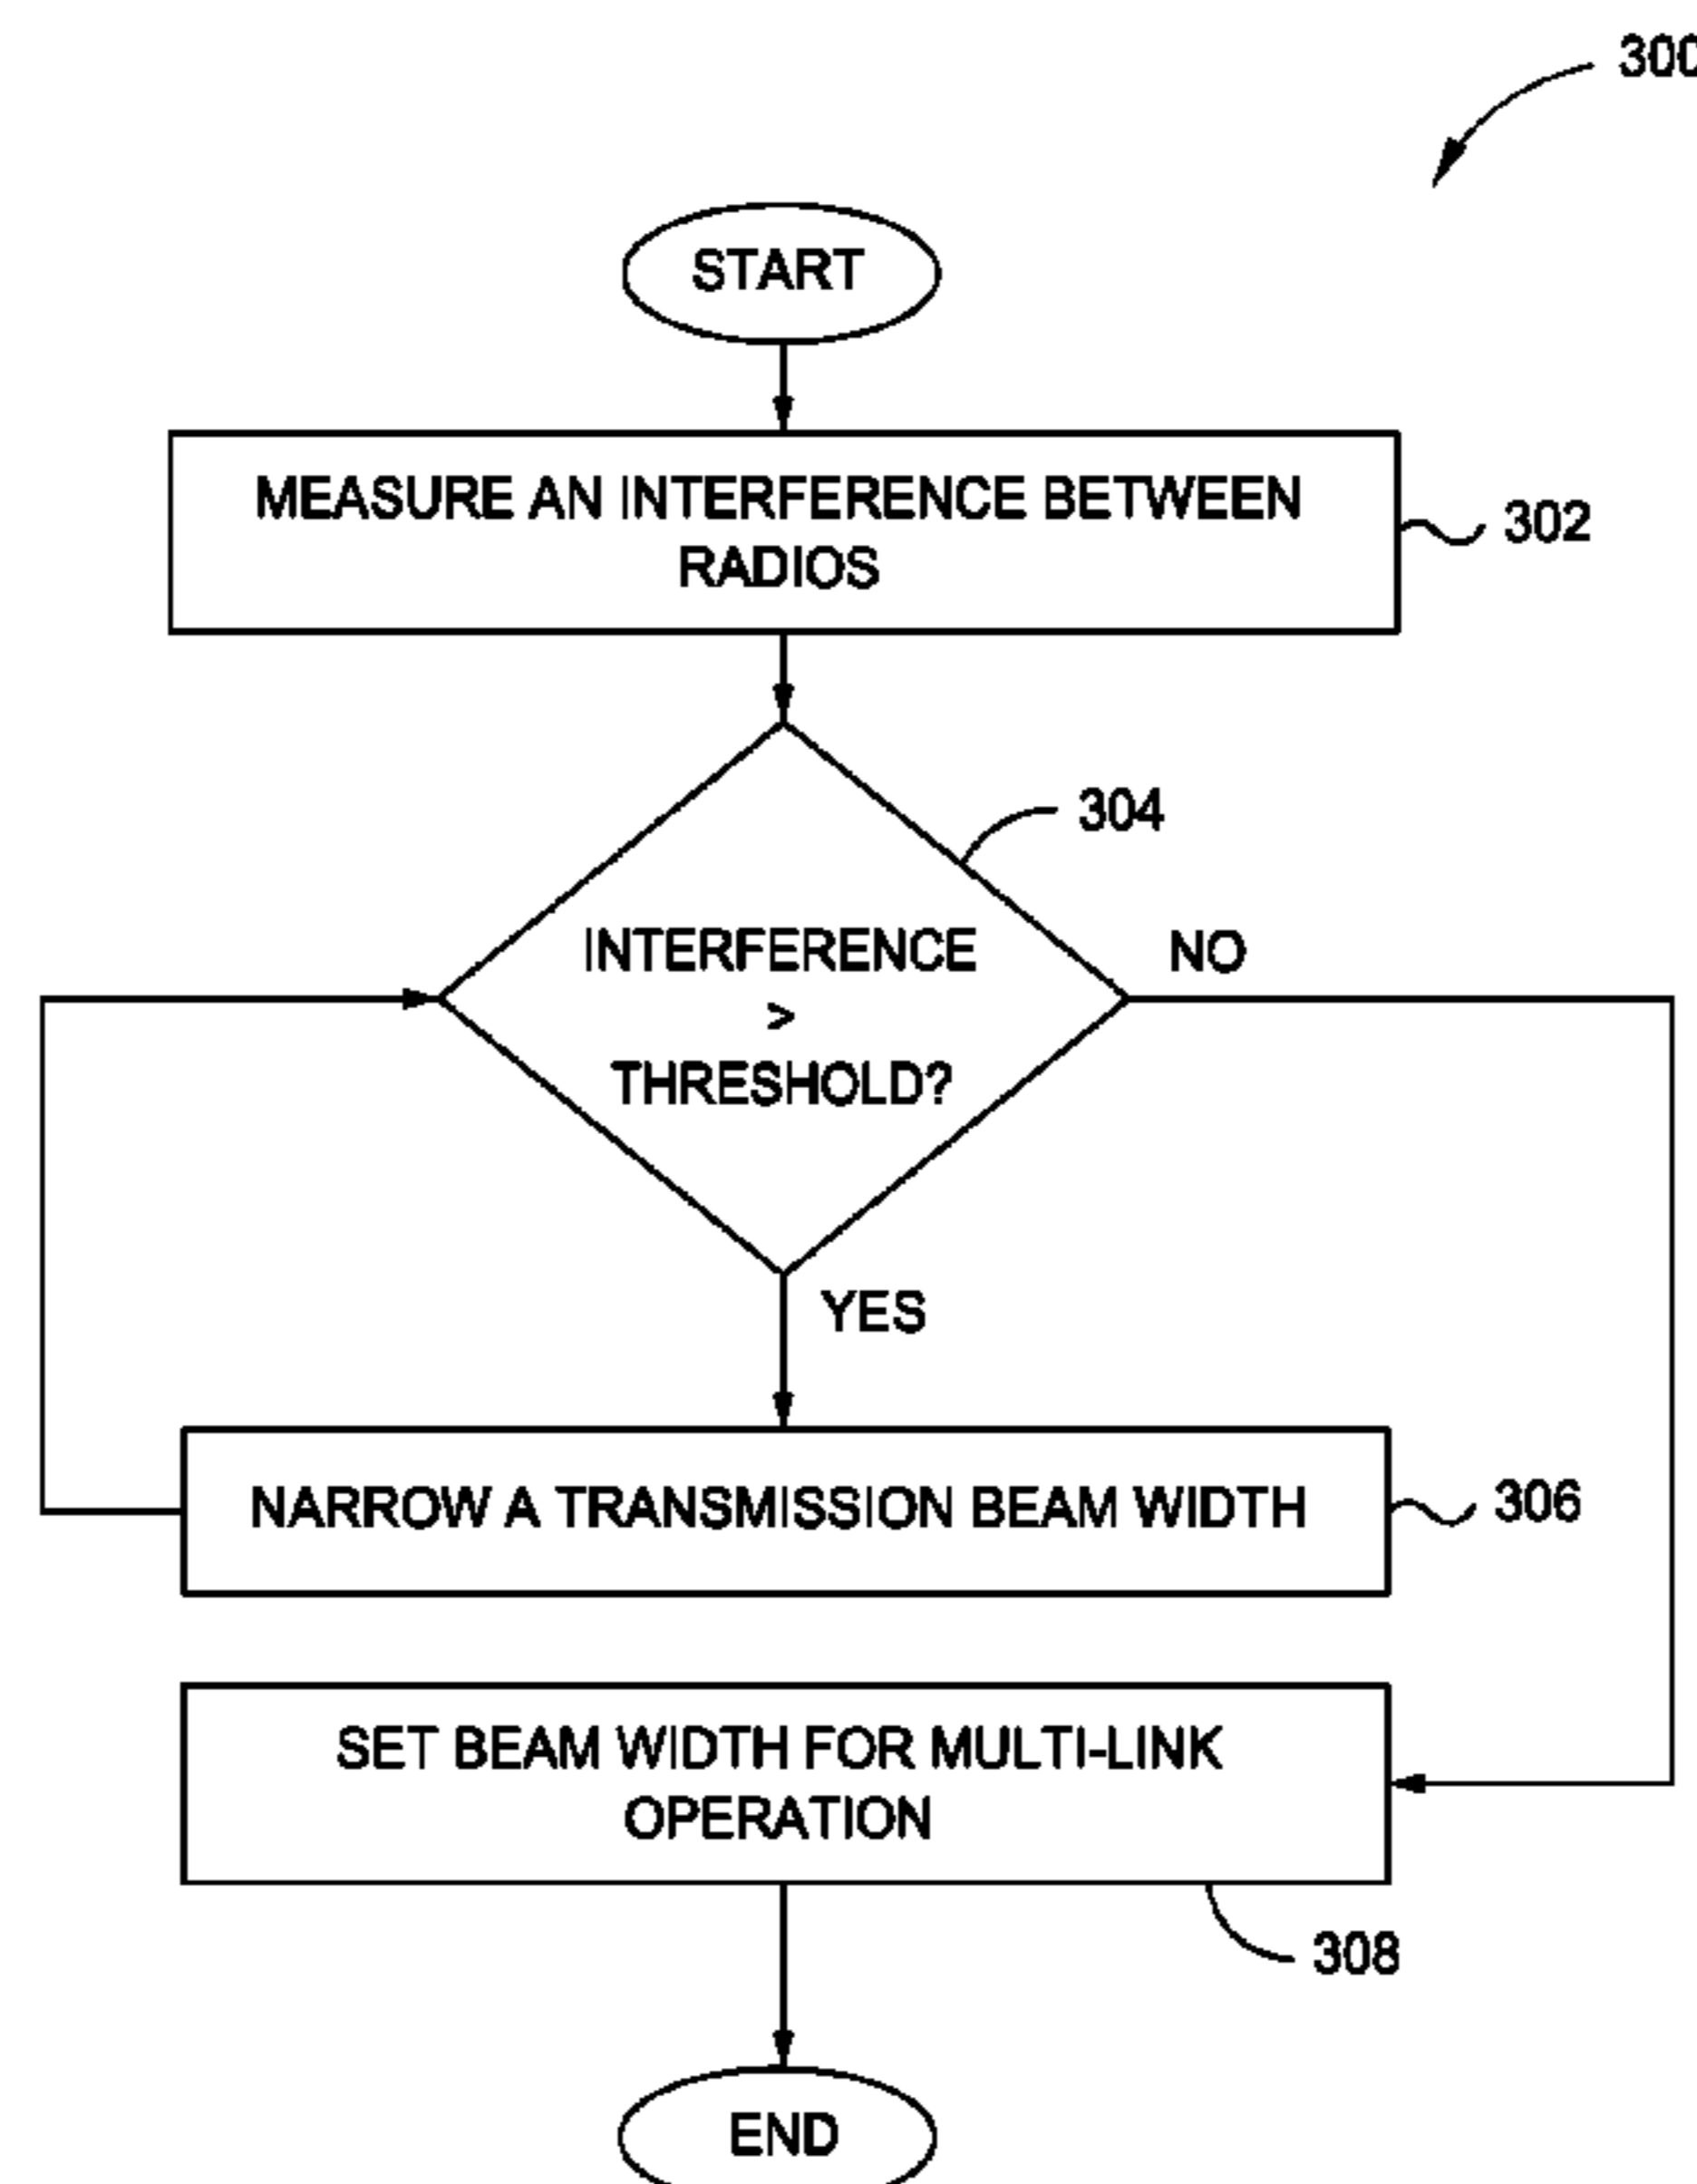 300
START
MEASURE AN INTERFERENCE BETWEEN
RADIOS
302
304
INTERFERENCE
>
THRESHOLD?
NO
YES
NARROW A TRANSMISSION BEAM WIDTH
306
SET BEAM WIDTH FOR MULTI-LINK
OPERATION
308
END